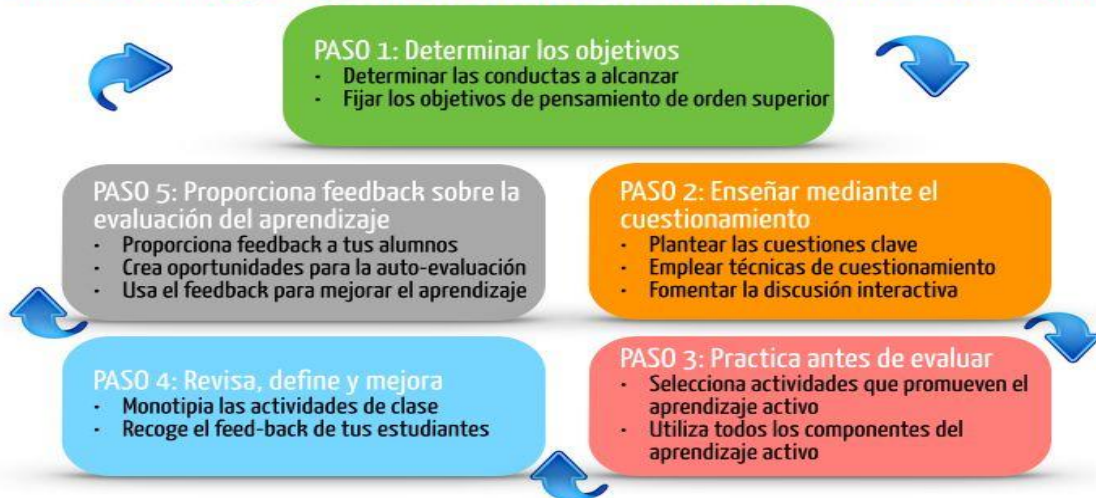 PASO 1: Determinar los objetivos
· Determinar las conductas a alcanzar
· Fijar los objetivos de pensamiento de orden superior
PASO 2: Enseñar mediante el
cuestionamiento
· Plantear las cuestiones clave
· Emplear técnicas de cuestionamiento
· Fomentar la discusión interactiva
PASO 3: Practica antes de evaluar
· Selecciona actividades que promueven el
aprendizaje activo
· Utiliza todos los componentes del
aprendizaje activo
PASO 4: Revisa, define y mejora
· Monotipia las actividades de clase
· Recoge el feed-back de tus estudiantes
PASO 5: Proporciona feedback sobre la
evaluación del aprendizaje
· Proporciona feedback a tus alumnos
· Crea oportunidades para la auto-evaluación
· Usa el feedback para mejorar el aprendizaje